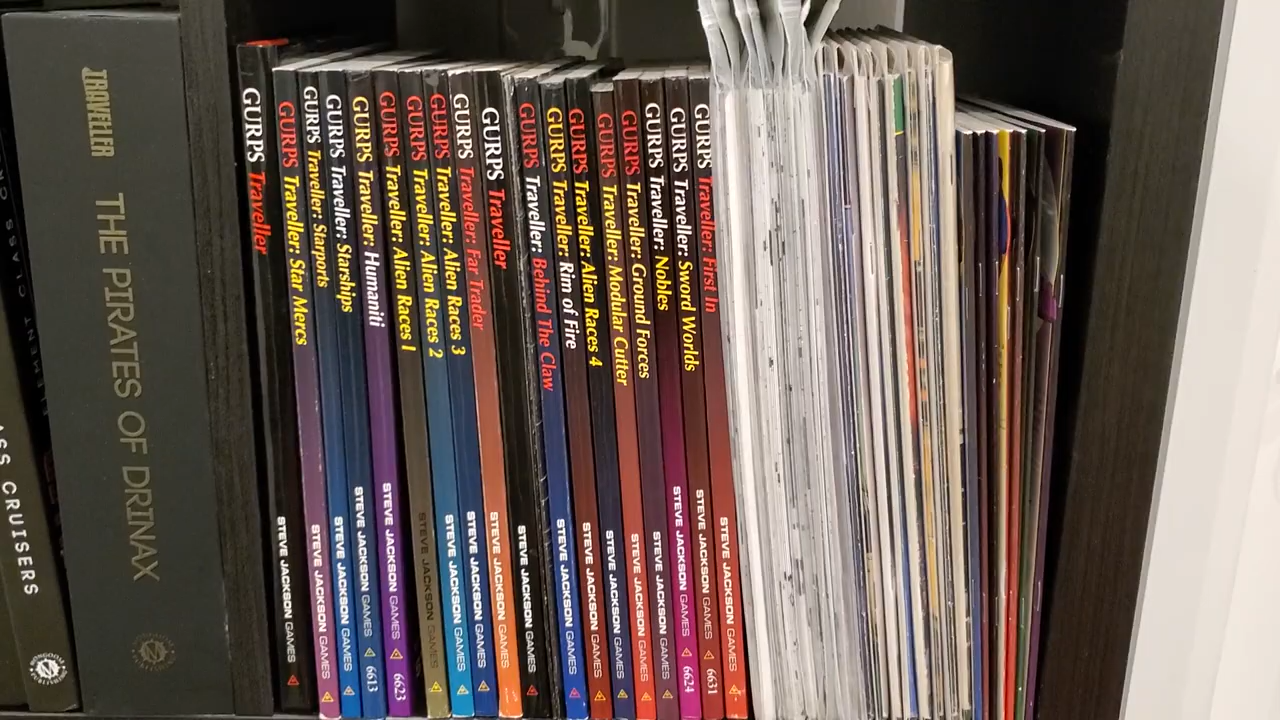 ASS CRUISERS
TRAVELLER
THE PIRATES OF DRINAX
GURPS Traveller
STEVE JACKSON GAMES
GURPS Traveller: Star Mercs
STEVE JACKSON GAMES
GURPS Traveller: Starports
STEVE JACKSON GAMES
GURPS Traveller: Starships
STEVE JACKSON GAMES 6613
GURPS Traveller: Humaniti
STEVE JACKSON GAMES 6623
GURPS Traveller: Alien Races 1
STEVE JACKSON GAMES
GURPS Traveller: Alien Races 2
STEVE JACKSON GAMES
GURPS Traveller: Alien Races 3
STEVE JACKSON GAMES
GURPS Traveller: Far Trader
STEVE JACKSON GAMES
GURPS Traveller
STEVE JACKSON GAMES
GURPS Traveller: Behind The Claw
STEVE JACKSON GAMES
GURPS Traveller: Rim of Fire
STEVE JACKSON GAMES
GURPS Traveller: Alien Races 4
STEVE JACKSON GAMES
GURPS Traveller: Modular Cutter
STEVE JACKSON GAMES
GURPS Traveller: Ground Forces
STEVE JACKSON GAMES
GURPS Traveller: Nobles
STEVE JACKSON GAMES 6624
GURPS Traveller: Sword Worlds
STEVE JACKSON GAMES 6631
GURPS Traveller: First In
STEVE JACKSON GAMES